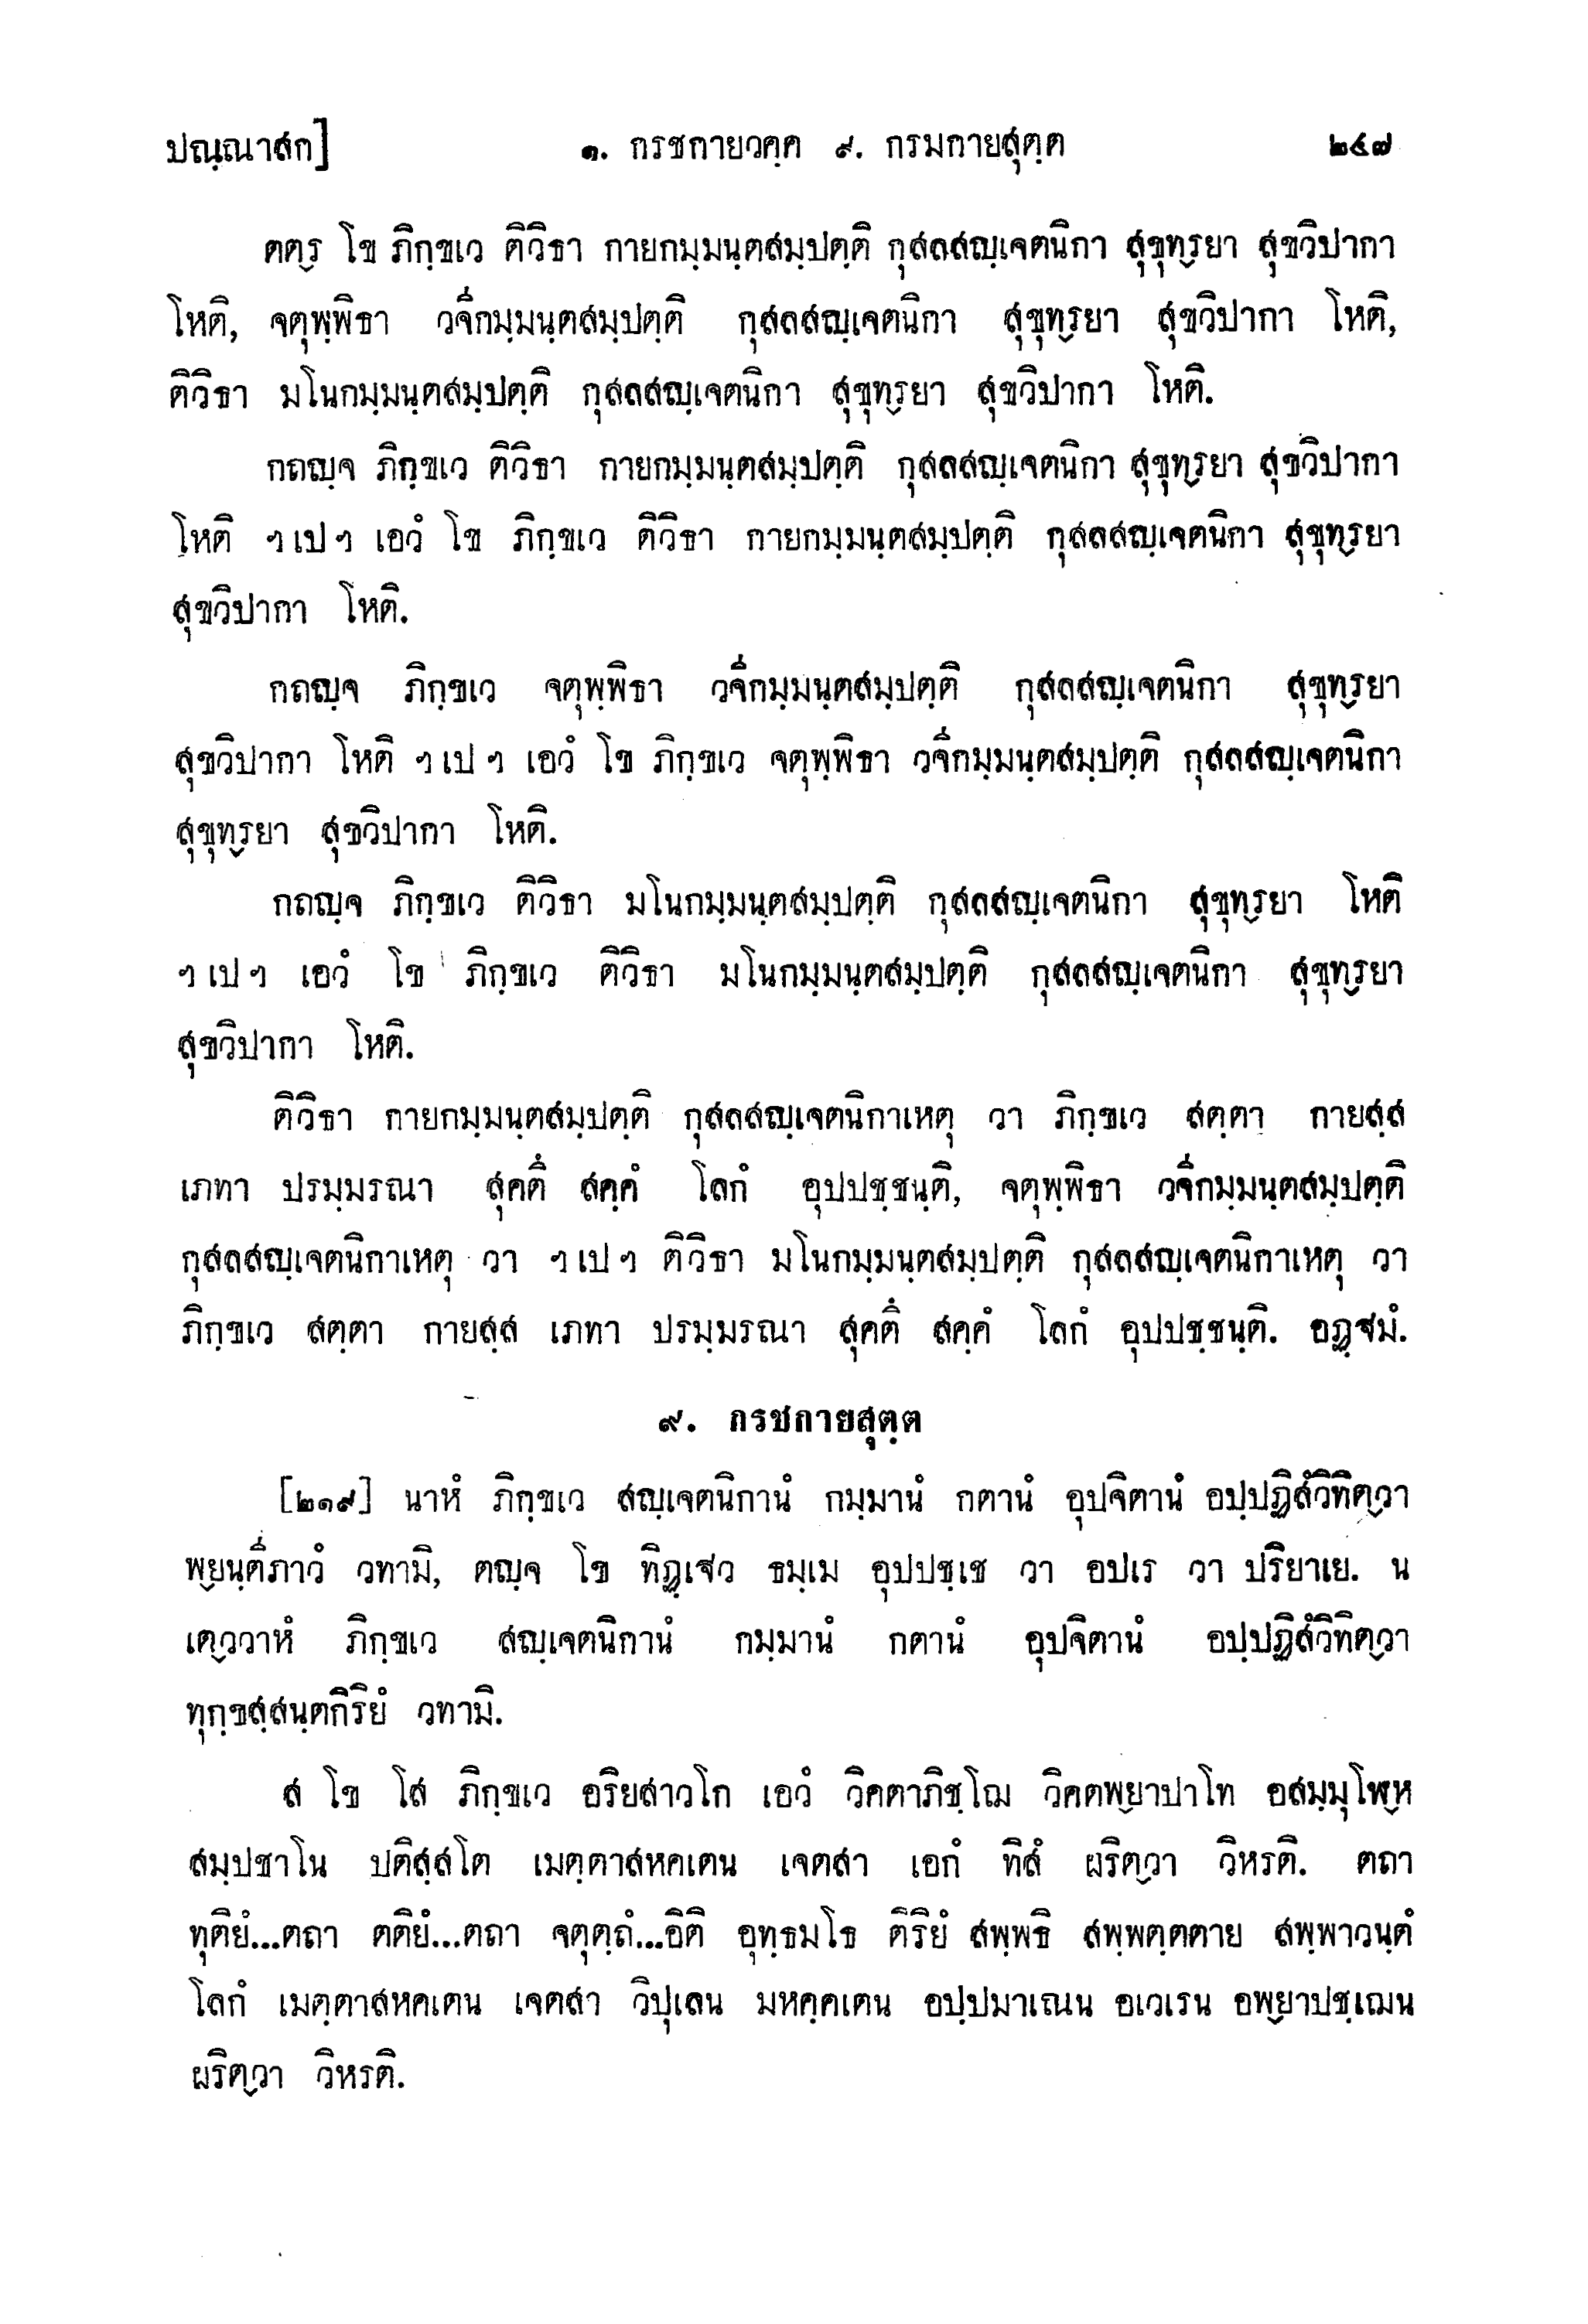 ปณฺณาสก]	๑. กรชกายวคฺค ๙. กรมกายสุตฺต	๒๔๗
ตตฺร โข ภิกฺขเว ติวิธา กายกมฺมนฺตสมฺปตฺติ กุสลสญฺเจตนิกา สุขุทฺรยา สุขวิปากา
โหติ, จตุพฺพิธา วจีกมฺมนฺตสมฺปตฺติ กุสลสญฺเจตนิกา สุขุทฺรยา สุขวิปากา โหติ,
ติวิธา มโนกมฺมนฺตสมฺปตฺติ กุสลสญฺเจตนิกา สุขุทฺรยา สุขวิปากา โหติ.
กถญฺจ ภิกฺขเว ติวิธา กายกมฺมนฺตสมฺปตฺติ กุสลสญฺเจตนิกา สุขุทฺรยา สุขวิปากา
โหติ ฯเปฯ เอวํ โข ภิกฺขเว ติวิธา กายกมฺมนฺตสมฺปตฺติ กุสลสญฺเจตนิกา สุขุทฺรยา
สุขวิปากา โหติ.
กถญฺจ ภิกฺขเว จตุพฺพิธา วจีกมฺมนฺตสมฺปตฺติ กุสลสญฺเจตนิกา สุขุทฺรยา
สุขวิปากา โหติ ฯเปฯ เอวํ โข ภิกฺขเว จตุพฺพิธา วจีกมฺมนฺตสมฺปตฺติ กุสลสญฺเจตนิกา
สุขุทฺรยา สุขวิปากา โหติ.
กถญฺจ ภิกฺขเว ติวิธา มโนกมฺมนฺตสมฺปตฺติ กุสลสญฺเจตนิกา สุขุทฺรยา โหติ
ฯเปฯ เอวํ โข ภิกฺขเว ติวิธา มโนกมฺมนฺตสมฺปตฺติ กุสลสญฺเจตนิกา สุขุทฺรยา
สุขวิปากา โหติ.
ติวิธา กายกมฺมนฺตสมฺปตฺติ กุสลสญฺเจตนิกาเหตุ วา ภิกฺขเว สตฺตา กายสฺส
เภทา ปรมฺมรณา สุคตึ สคฺคํ โลกํ อุปปชฺชนฺติ, จตุพฺพิธา วจีกมฺมนฺตสมฺปตฺติ
กุสลสญฺเจตนิกาเหตุ วา ฯเปฯ ติวิธา มโนกมฺมนฺตสมฺปตฺติ กุสลสญฺเจตนิกาเหตุ วา
ภิกฺขเว สตฺตา กายสฺส เภทา ปรมฺมรณา สุคตึ สคฺคํ โลกํ อุปปชฺชนฺติ. อฏฺฐมํ.
๙. กรชกายสุตฺต
[๒๑๙] นาหํ ภิกฺขเว สญฺเจตนิกานํ กมฺมานํ กตานํ อุปจิตานํ อปฺปฏิสํวิทิตฺวา
พฺยนฺตีภาวํ วทามิ, ตญฺจ โข ทิฏฺเฐว ธมฺเม อุปปชฺเช วา อปเร วา ปริยาเย. น
เตฺววาหํ ภิกฺขเว สญฺเจตนิกานํ กมฺมานํ กตานํ อุปจิตานํ อปฺปฏิสํวิทิตฺวา
ทุกฺขสฺสนฺตกิริยํ วทามิ.
ส โข โส ภิกฺขเว อริยสาวโก เอวํ วิคตาภิชฺโฌ วิคตพฺยาปาโท อสมฺมุโฬฺห
สมฺปชาโน ปติสฺสโต เมตฺตาสหคเตน เจตสา เอกํ ทิสํ ผริตฺวา วิหรติ. ตถา
ทุติยํ...ตถา ตติยํ...ตถา จตุตฺถํ...อิติ อุทฺธมโธ ติริยํ สพฺพธิ สพฺพตฺตตาย สพฺพาวนฺตํ
โลกํ เมตฺตาสหคเตน เจตสา วิปุเลน มหคฺคเตน อปฺปมาเณน อเวเรน อพฺยาปชฺเฌน
ผริตฺวา วิหรติ.